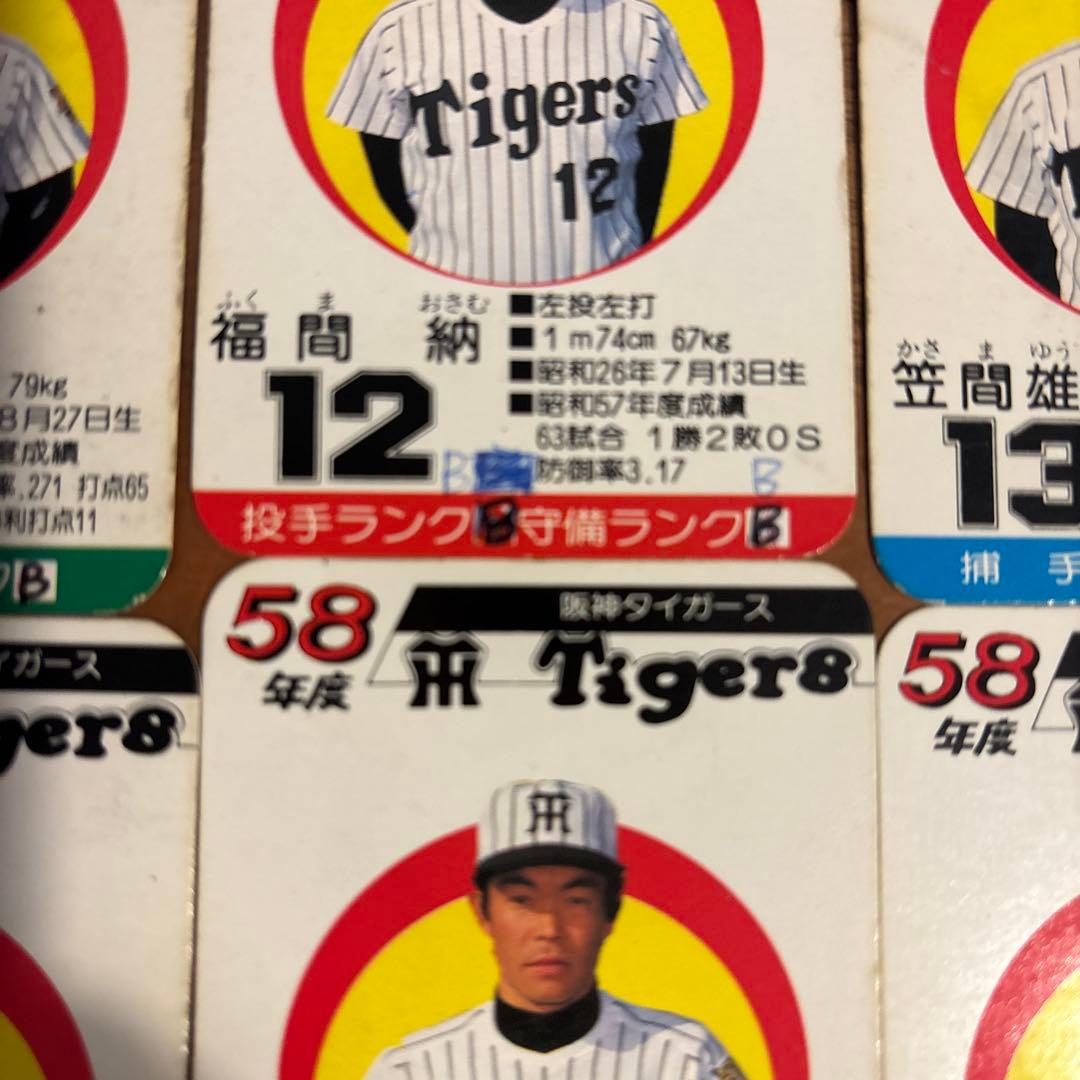 Tigers
12
ふく ま おさむ
福間 納
12
■左投左打
■1m74cm 67kg
■昭和26年7月13日生
■昭和57年度成績
63試合 1勝2敗0S
防御率3.17
B
B
投手ランクB守備ランクB
79kg
8月27日生
度成績
率.271 打点65
利打点11
B
かさ ま ゆう
笠間雄
13
捕手
イガース
gers
58
年度
阪神タイガース
HT Tigers
58
年度
HT